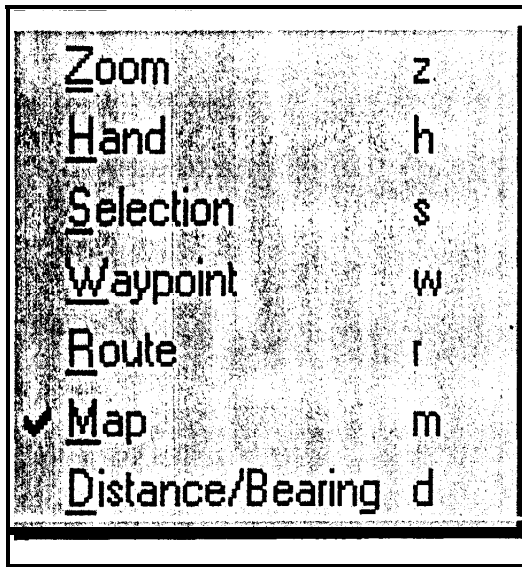 Zoom z
Hand h
Selection s
Waypoint w
Route r
✓ Map m
Distance/Bearing d